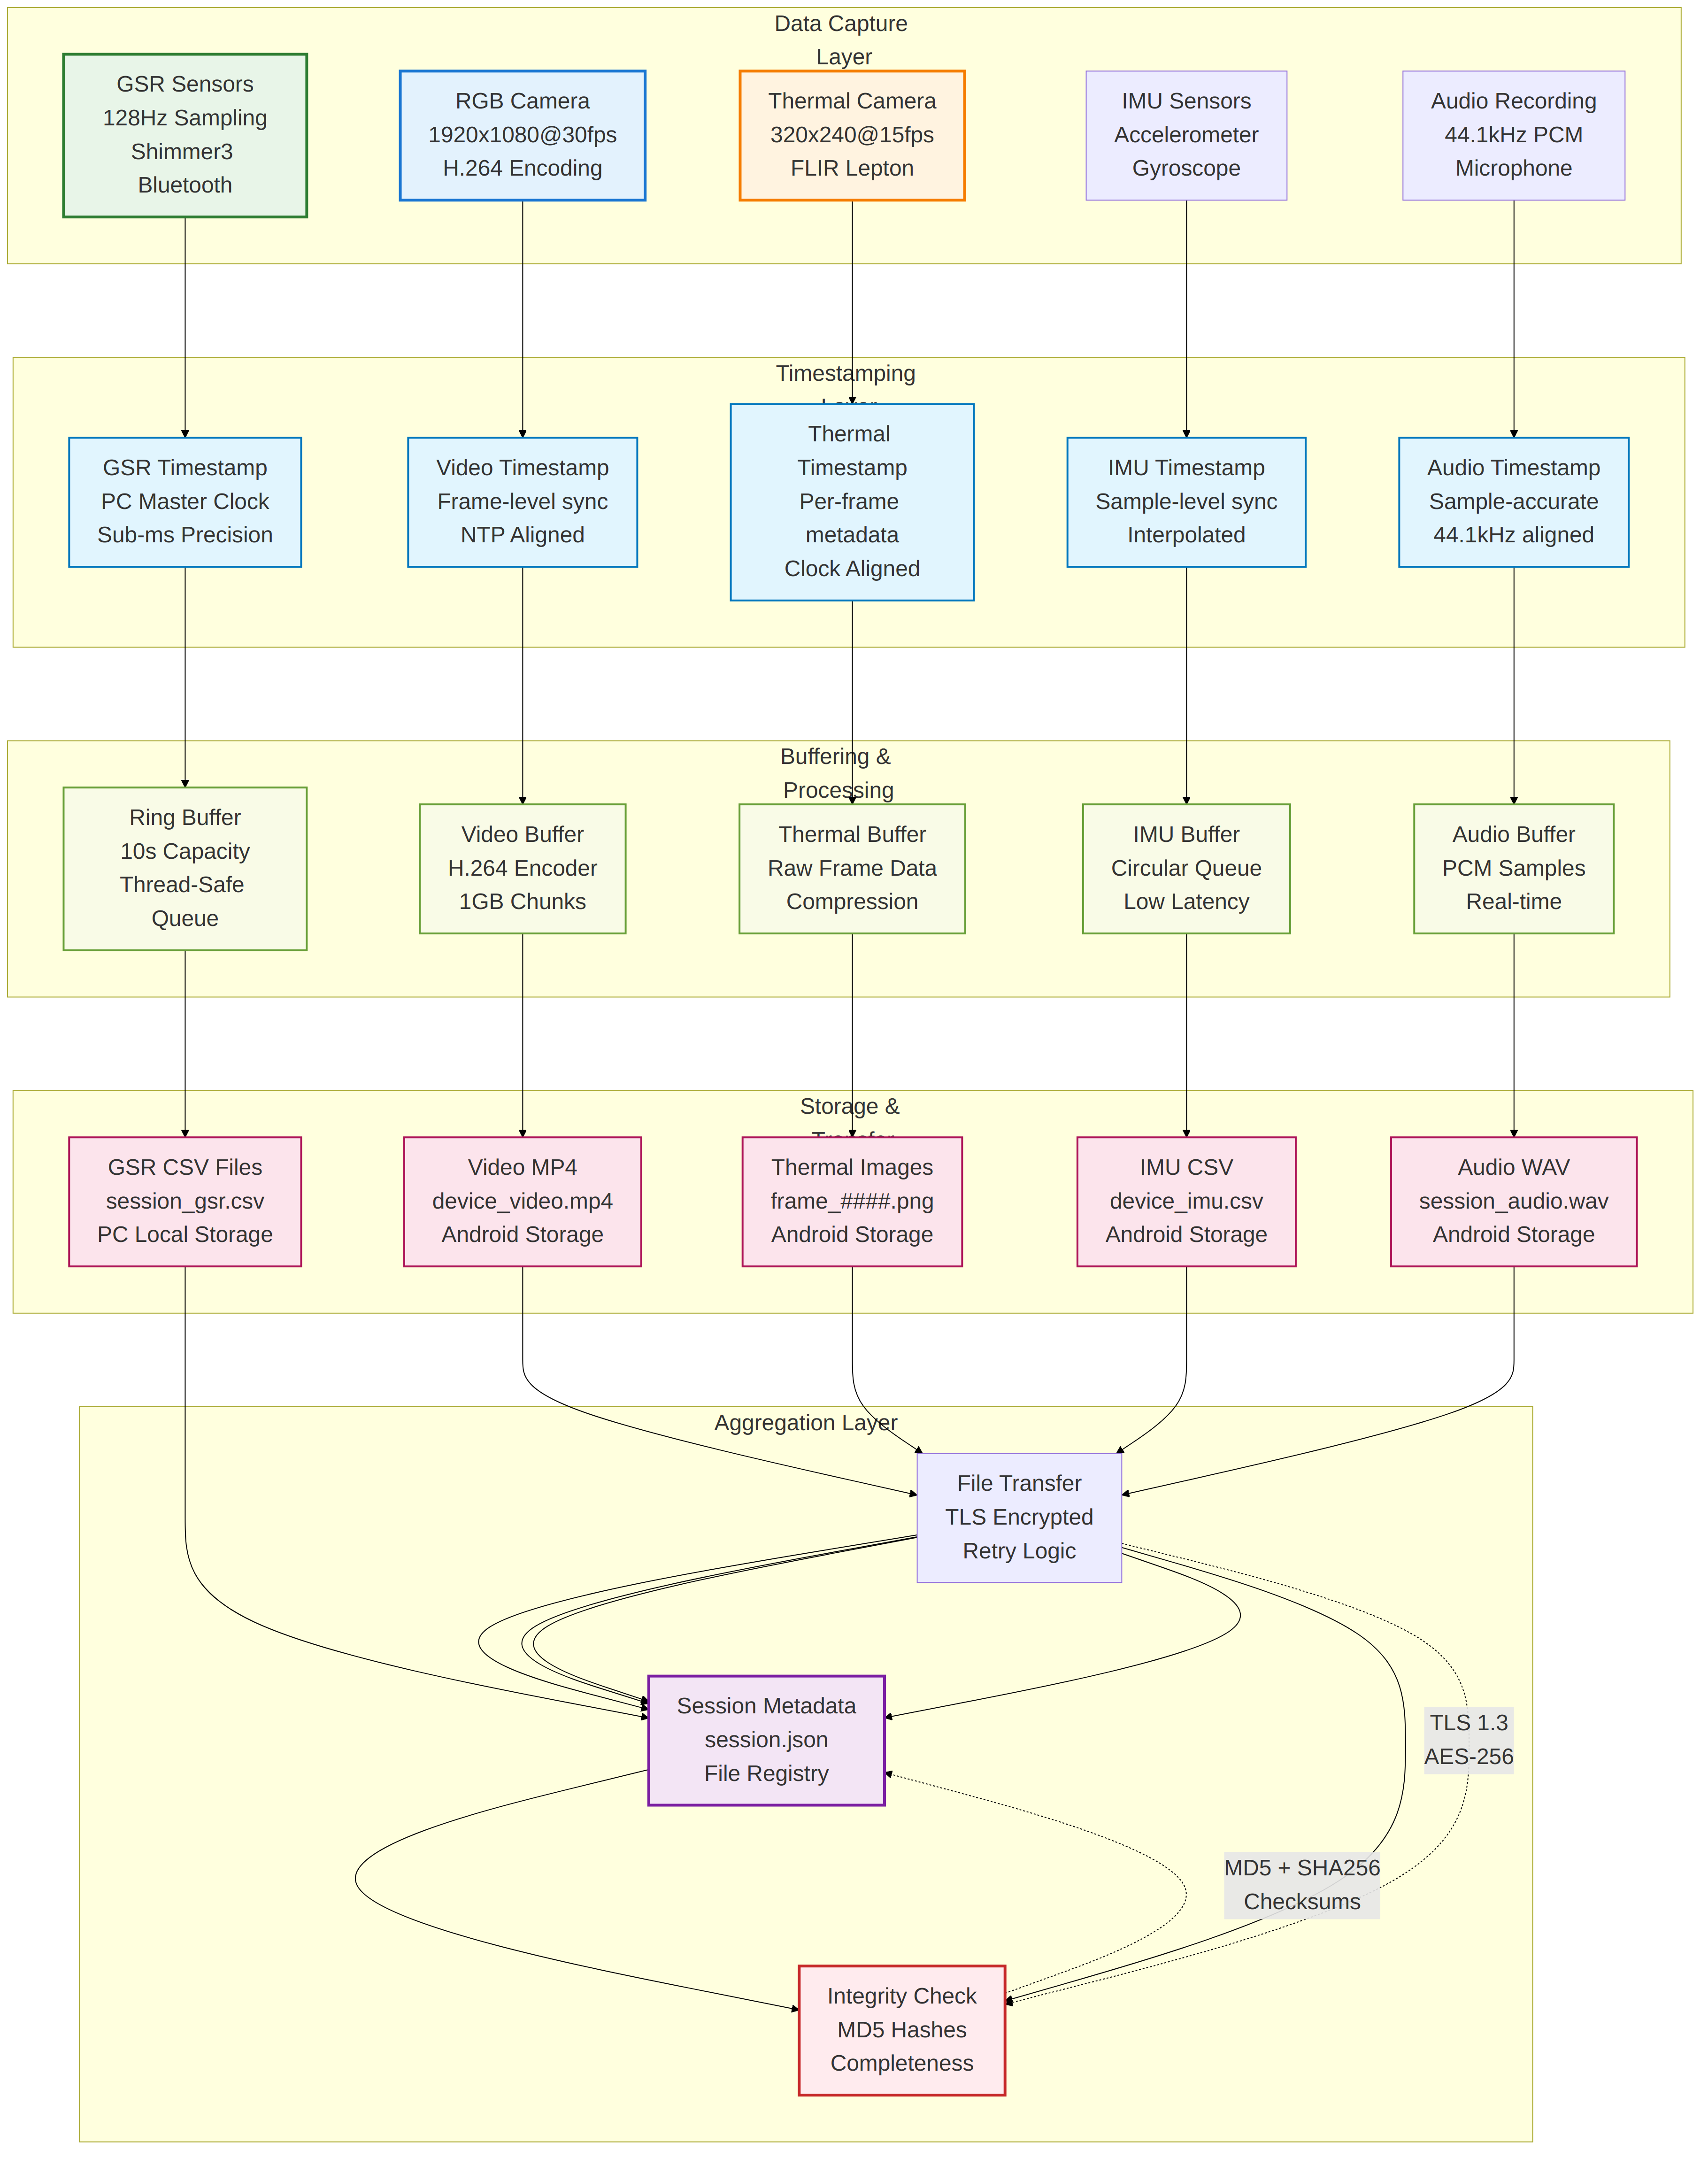 Data Capture
Layer
GSR Sensors
128Hz Sampling
Shimmer3
Bluetooth
RGB Camera
1920x1080@30fps
H.264 Encoding
Thermal Camera
320x240@15fps
FLIR Lepton
IMU Sensors
Accelerometer
Gyroscope
Audio Recording
44.1kHz PCM
Microphone
Timestamping
Layer
GSR Timestamp
PC Master Clock
Sub-ms Precision
Video Timestamp
Frame-level sync
NTP Aligned
Thermal
Timestamp
Per-frame
metadata
Clock Aligned
IMU Timestamp
Sample-level sync
Interpolated
Audio Timestamp
Sample-accurate
44.1kHz aligned
Buffering &
Processing
Ring Buffer
10s Capacity
Thread-Safe
Queue
Video Buffer
H.264 Encoder
1GB Chunks
Thermal Buffer
Raw Frame Data
Compression
IMU Buffer
Circular Queue
Low Latency
Audio Buffer
PCM Samples
Real-time
Storage &
Transfer
GSR CSV Files
session_gsr.csv
PC Local Storage
Video MP4
device_video.mp4
Android Storage
Thermal Images
frame_####.png
Android Storage
IMU CSV
device_imu.csv
Android Storage
Audio WAV
session_audio.wav
Android Storage
Aggregation Layer
File Transfer
TLS Encrypted
Retry Logic
Session Metadata
session.json
File Registry
TLS 1.3
AES-256
MD5 + SHA256
Checksums
Integrity Check
MD5 Hashes
Completeness